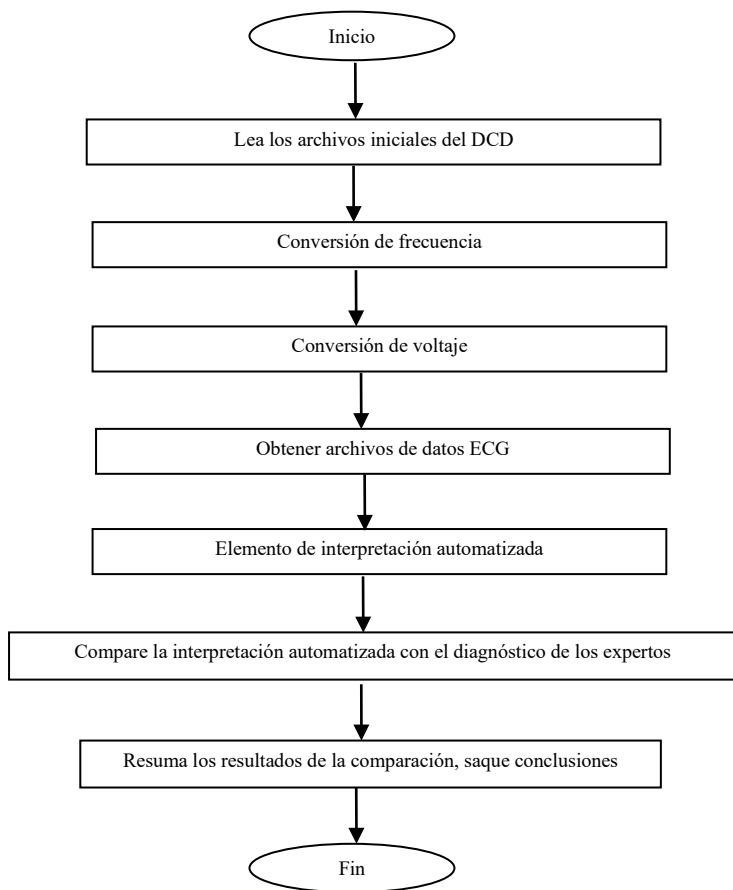 Inicio
Lea los archivos iniciales del DCD
Conversión de frecuencia
Conversión de voltaje
Obtener archivos de datos ECG
Elemento de interpretación automatizada
Compare la interpretación automatizada con el diagnóstico de los expertos
Resuma los resultados de la comparación, saque conclusiones
Fin